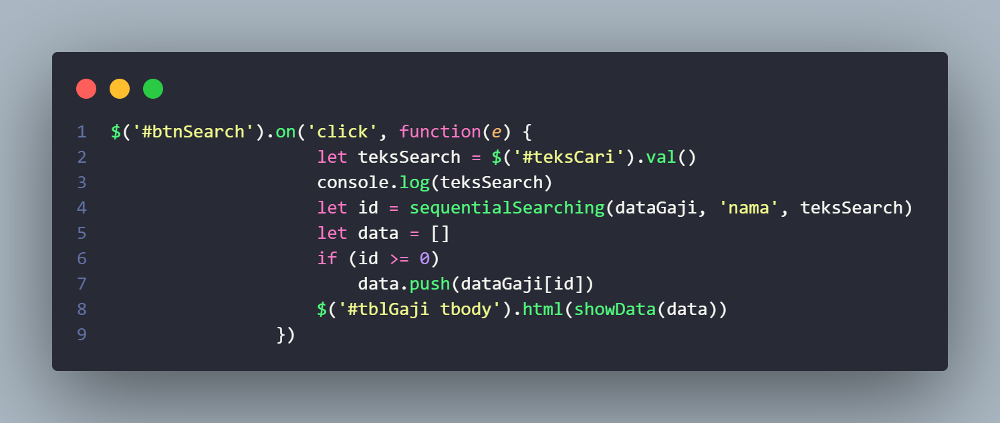 1 $('#btnSearch').on('click', function(e) {
2 let teksSearch = $('#teksCari').val()
3 console.log(teksSearch)
4 let id = sequentialSearching(dataGaji, 'nama', teksSearch)
5 let data = []
6 if (id >= 0)
7 data.push(dataGaji[id])
8 $('#tblGaji tbody').html(showData(data))
9 })